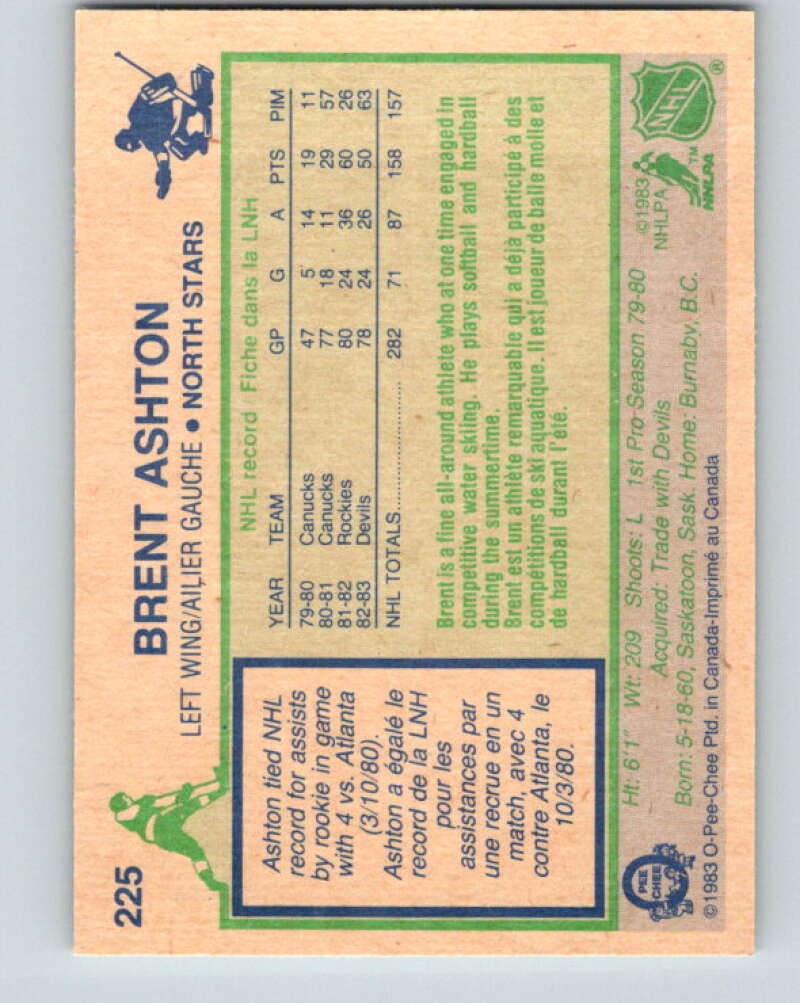 225
BRENT ASHTON
LEFT WING/AILIER GAUCHE • NORTH STARS
Ashton tied NHL
record for assists
by rookie in game
with 4 vs. Atlanta
(3/10/80).
Ashton a égalé le
record de la LNH
pour les
assistances par
une recrue en un
match, avec 4
contre Atlanta, le
10/3/80.
NHL record Fiche dans la LNH
YEAR TEAM GP G A PTS PIM
79-80 Canucks 47 5 14 19 11
80-81 Canucks 77 18 11 29 57
81-82 Rockies 80 24 36 60 26
82-83 Devils 78 24 26 50 63
NHL TOTALS.................... 282 71 87 158 157
Brent is a fine all-around athlete who at one time engaged in
competitive water skiing. He plays softball and hardball
during the summertime.
Brent est un athlète remarquable qui a déjà participé à des
compétitions de ski aquatique. Il est joueur de balle molle et
de hardball durant l'été.
Ht: 6'1" Wt: 209 Shoots: L 1st Pro Season 79-80
Acquired: Trade with Devils
Born: 5-18-60, Saskatoon, Sask. Home: Burnaby, B.C.
©1983 O-Pee-Chee Ptd. in Canada-Imprimé au Canada
O PEE CHEE
©1983
NHLPA
NHL ®
NHLPA ™